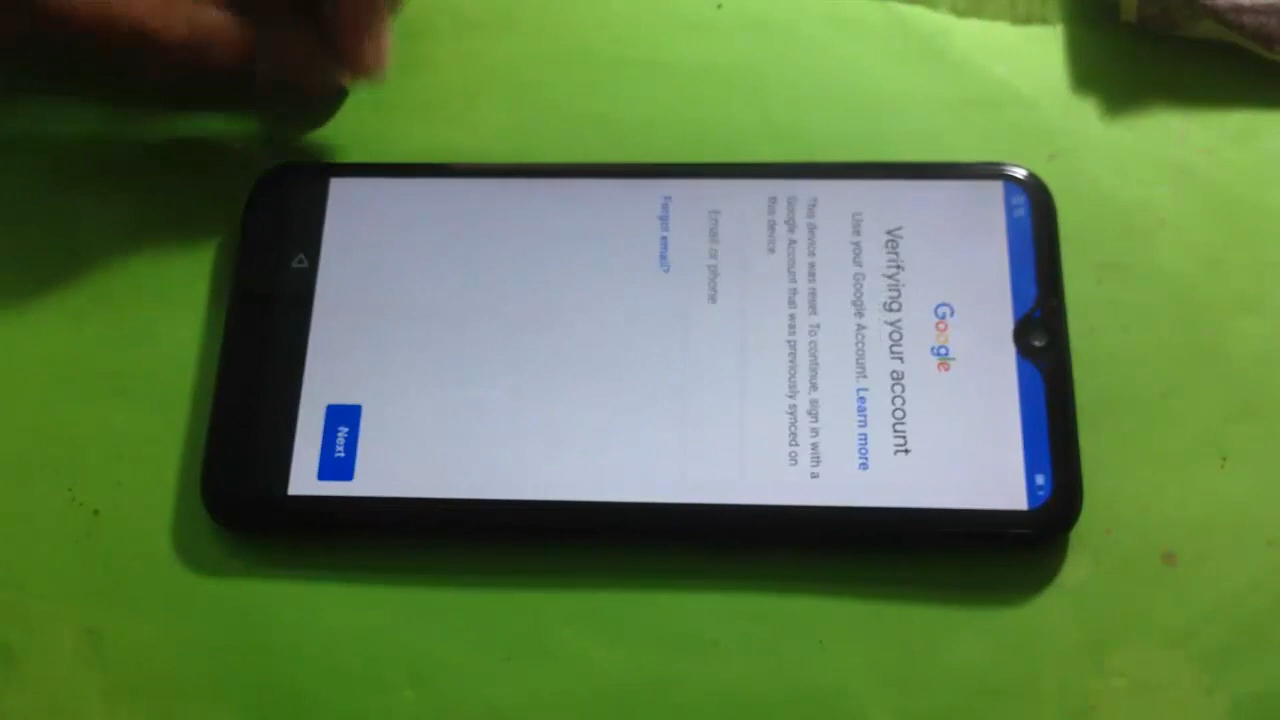 Google
Verifying your account
Use your Google Account. Learn more
This device was reset. To continue, sign in with a
Google Account that was previously synced on
this device.
Email or phone
Forgot email?
Next